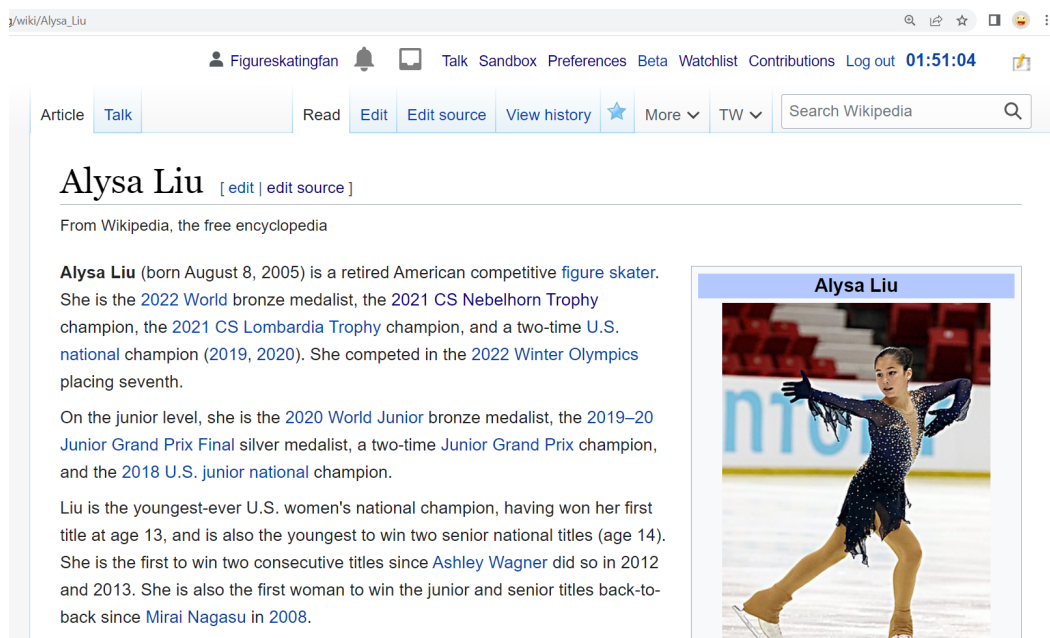 g/wiki/Alysa_Liu
Figureskatingfan Talk Sandbox Preferences Beta Watchlist Contributions Log out 01:51:04
Article Talk Read Edit Edit source View history More TW Search Wikipedia
Alysa Liu [ edit | edit source ]
From Wikipedia, the free encyclopedia
Alysa Liu (born August 8, 2005) is a retired American competitive figure skater.
She is the 2022 World bronze medalist, the 2021 CS Nebelhorn Trophy
champion, the 2021 CS Lombardia Trophy champion, and a two-time U.S.
national champion (2019, 2020). She competed in the 2022 Winter Olympics
placing seventh.
On the junior level, she is the 2020 World Junior bronze medalist, the 2019–20
Junior Grand Prix Final silver medalist, a two-time Junior Grand Prix champion,
and the 2018 U.S. junior national champion.
Liu is the youngest-ever U.S. women's national champion, having won her first
title at age 13, and is also the youngest to win two senior national titles (age 14).
She is the first to win two consecutive titles since Ashley Wagner did so in 2012
and 2013. She is also the first woman to win the junior and senior titles back-to-
back since Mirai Nagasu in 2008.
Alysa Liu